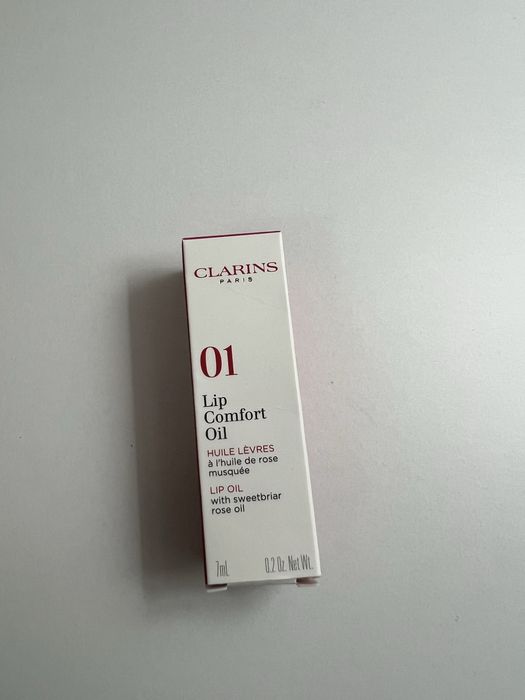 CLARINS
PARIS
01
Lip
Comfort
Oil
HUILE LÈVRES
à l'huile de rose
musquée
LIP OIL
with sweetbriar
rose oil
7mL 0.2 Oz. Net Wt.